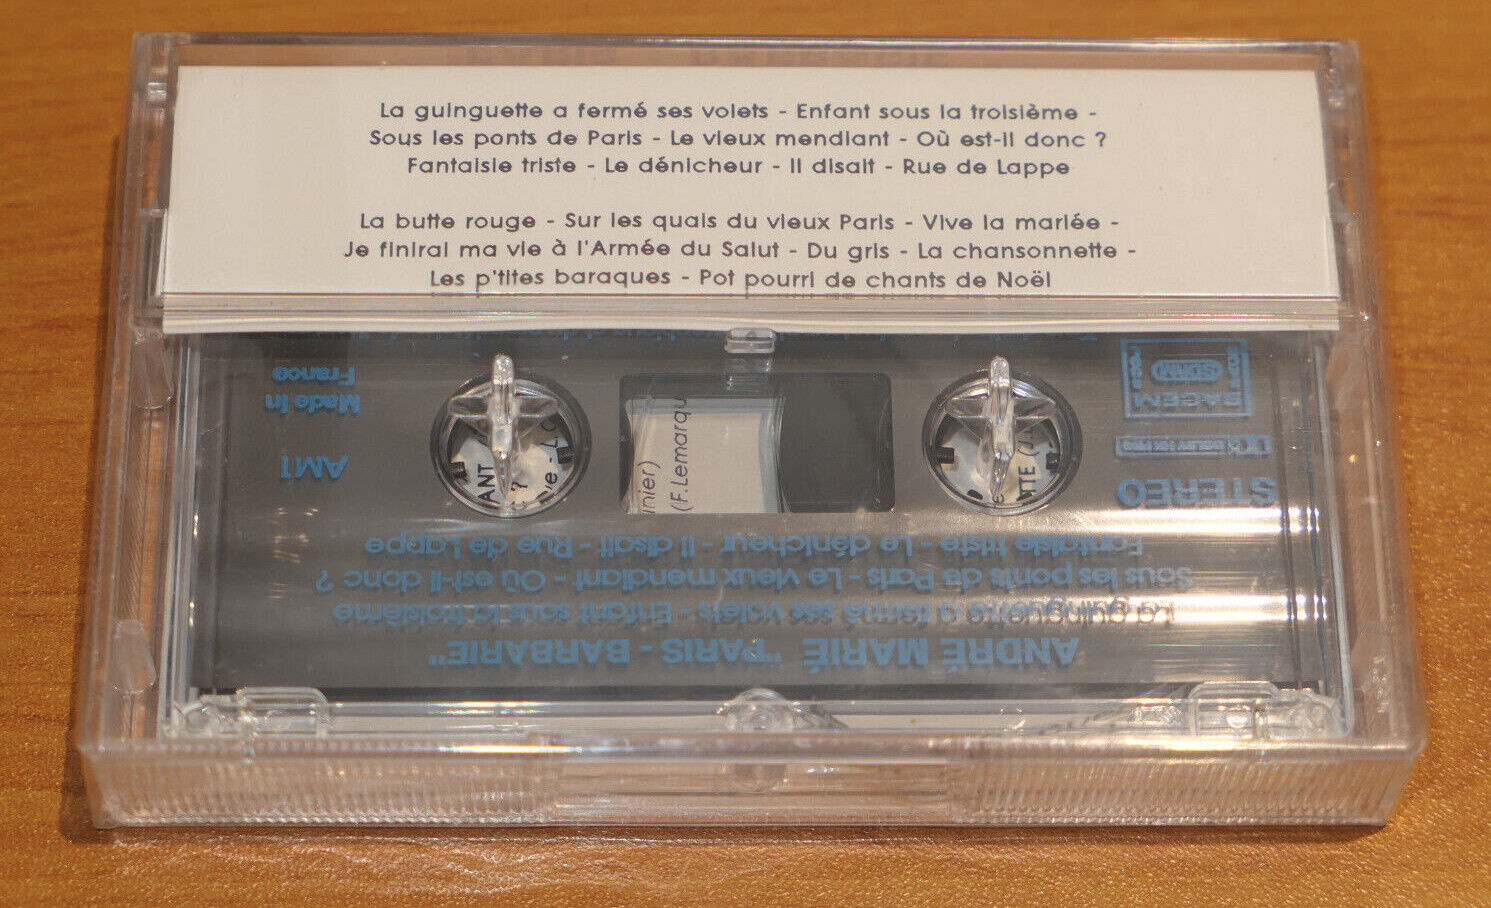 La guinguette a fermé ses volets - Enfant sous la troisième -
Sous les ponts de Paris - Le vieux mendiant - Où est-il donc ?
Fantaisie triste - Le dénicheur - Il disait - Rue de Lappe
La butte rouge - Sur les quais du vieux Paris - Vive la mariée -
Je finirai ma vie à l'Armée du Salut - Du gris - La chansonnette -
Les p'tites baraques - Pot pourri de chants de Noël
ANDRÉ MARIÉ "PARIS - BARBARIE"
La guinguette a fermé ses volets - Enfant sous la troisième
Sous les ponts de Paris - Le vieux mendiant - Où est-il donc ?
Fantaisie triste - Le dénicheur - Il disait - Rue de Lappe
STEREO
AM1
Made in
France
SACEM
SDRM
inier)
(F.Lemarqu
ANT